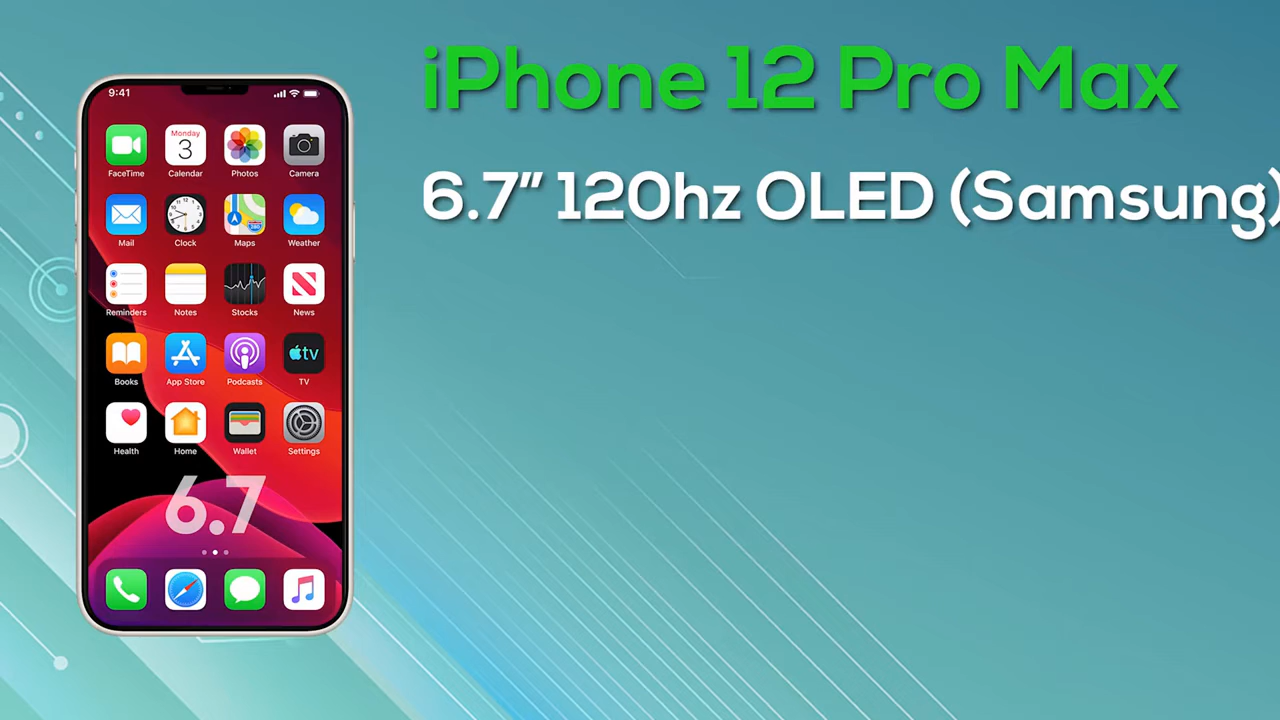 iPhone 12 Pro Max
6.7" 120hz OLED (Samsung)
9:41
Monday
3
FaceTime Calendar Photos Camera
Mail Clock Maps Weather
Reminders Notes Stocks News
tv
Books App Store Podcasts TV
Health Home Wallet Settings
6.7